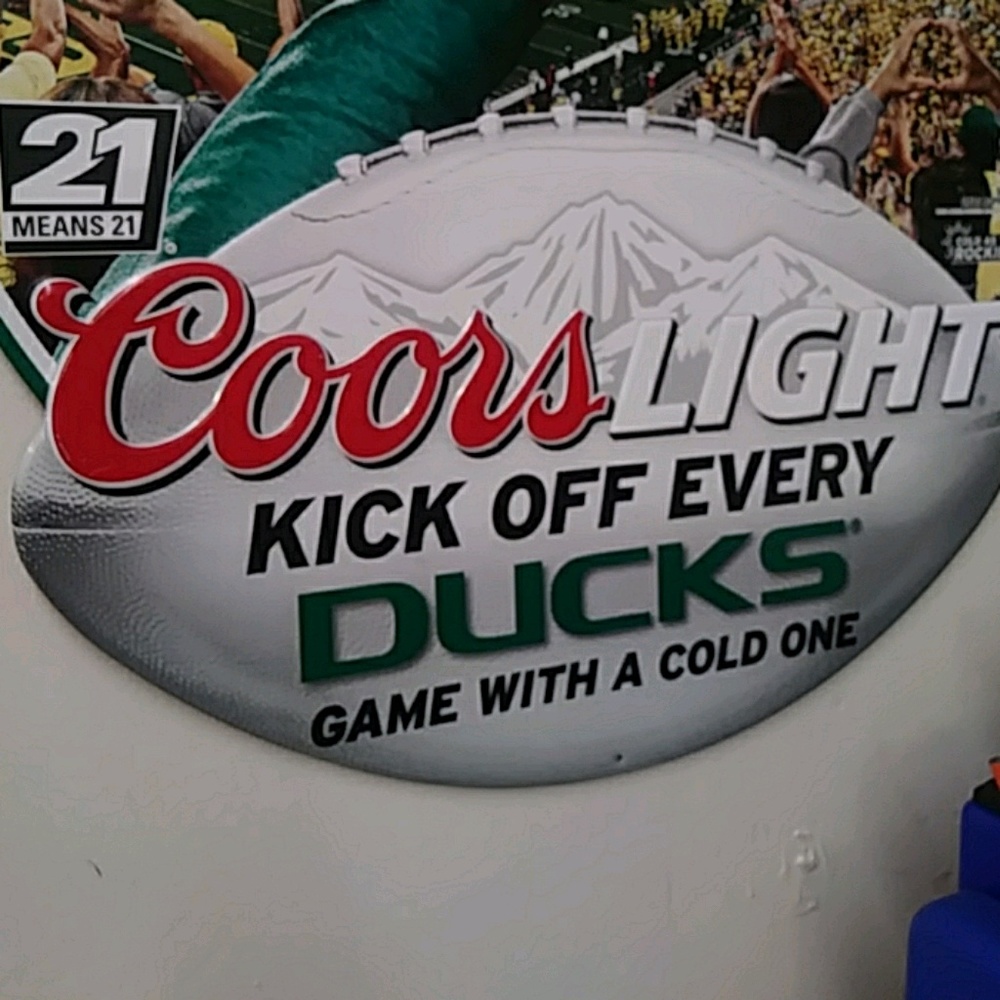 21
MEANS 21
Coors LIGHT
KICK OFF EVERY
DUCKS
GAME WITH A COLD ONE